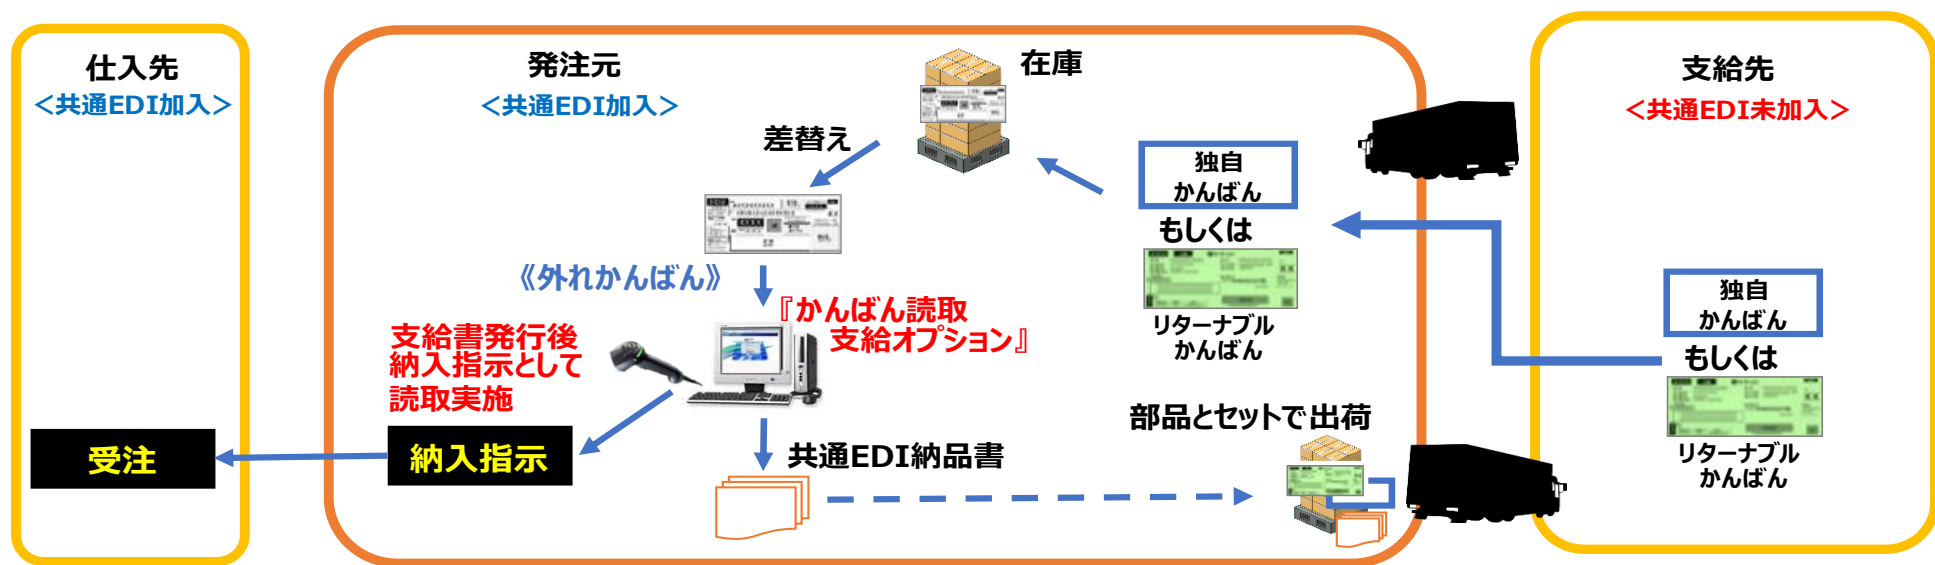 仕入先
＜共通EDI加入＞
受注
発注元
＜共通EDI加入＞
在庫
差替え
《外れかんばん》
『かんばん読取
支給オプション』
支給書発行後
納入指示として
読取実施
納入指示
共通EDI納品書
独自
かんばん
もしくは
リターナブル
かんばん
部品とセットで出荷
支給先
＜共通EDI未加入＞
独自
かんばん
もしくは
リターナブル
かんばん